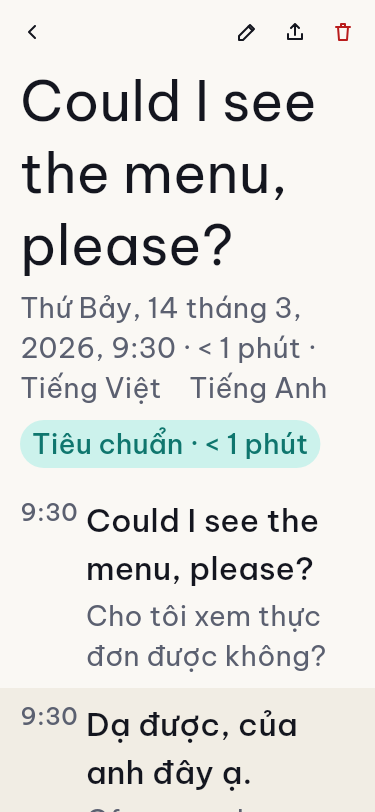 Could I see
the menu,
please?
Thứ Bảy, 14 tháng 3,
2026, 9:30 · < 1 phút ·
Tiếng Việt Tiếng Anh
Tiêu chuẩn · < 1 phút
9:30 Could I see the
menu, please?
Cho tôi xem thực
đơn được không?
9:30 Dạ được, của
anh đây ạ.